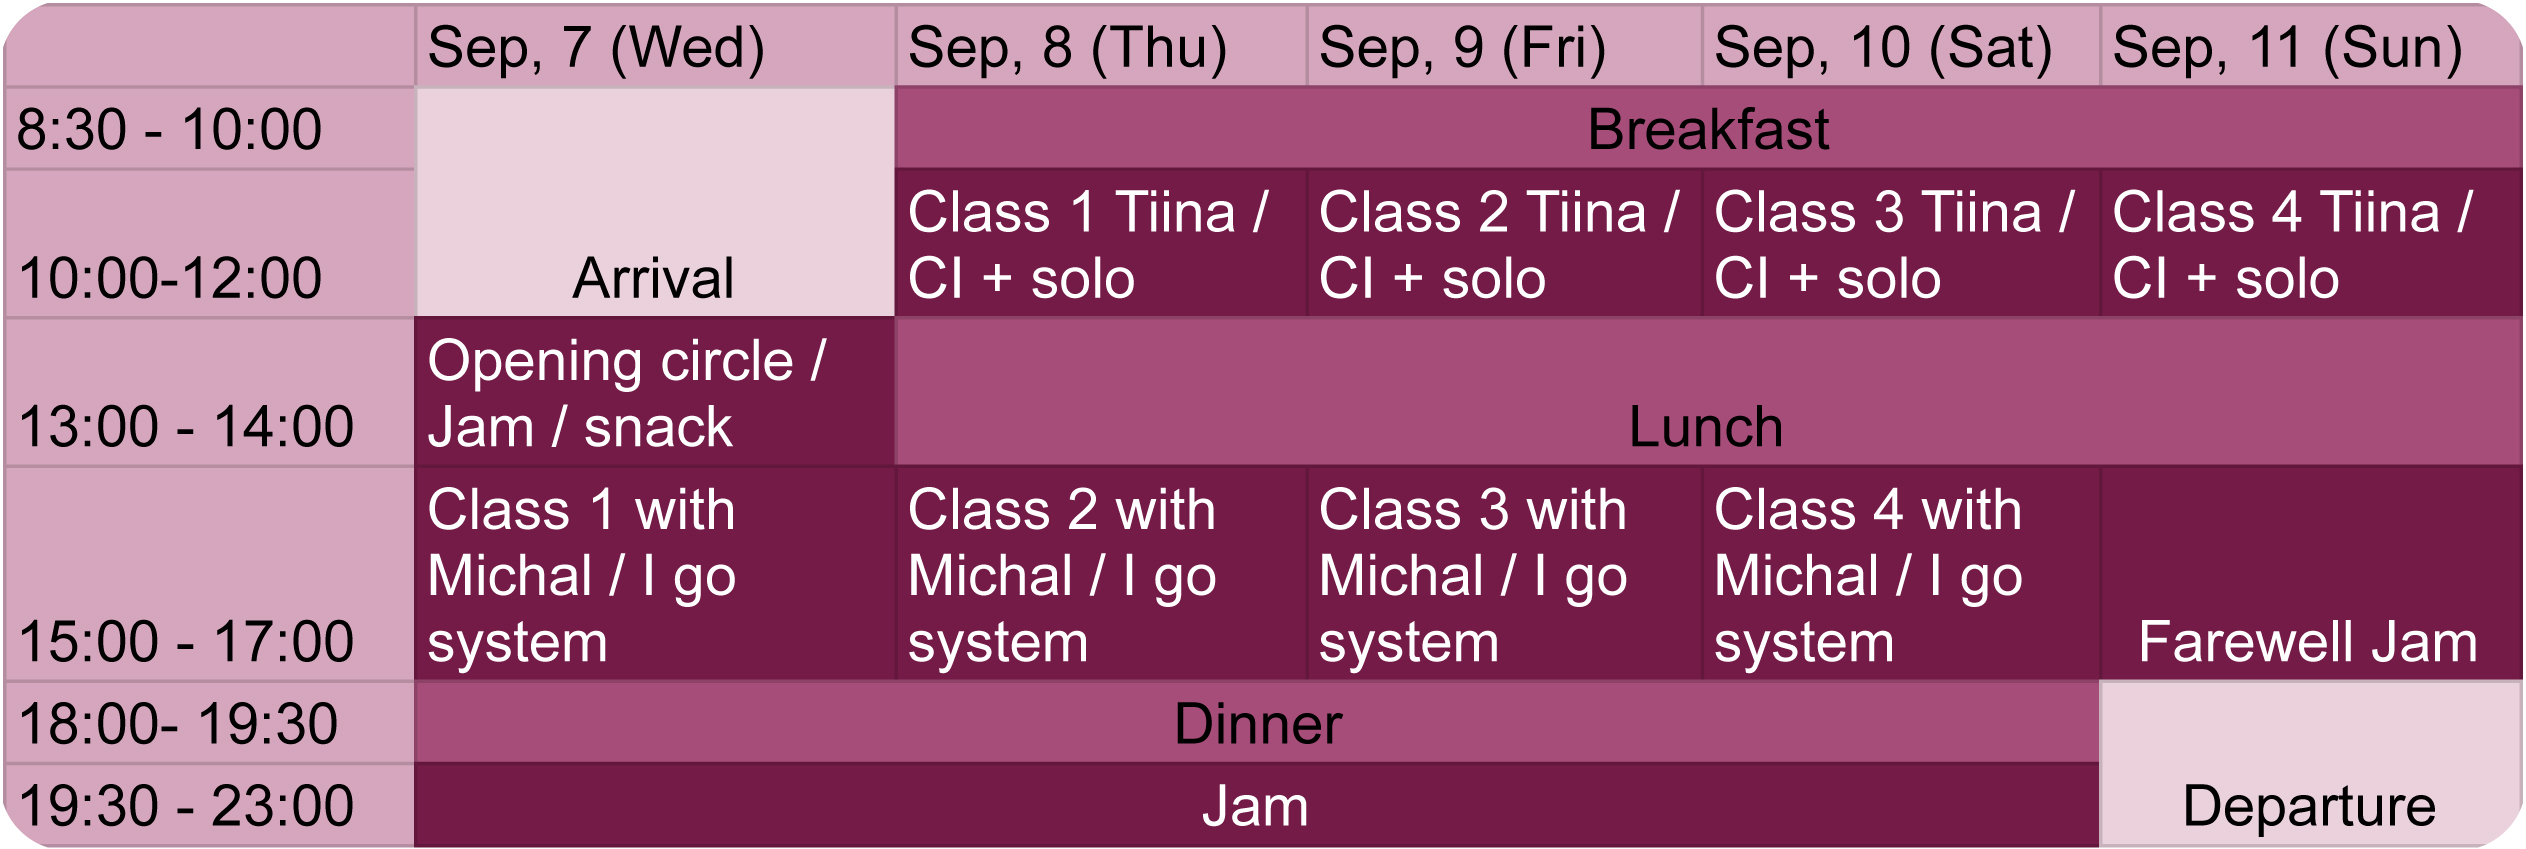 Sep, 7 (Wed)
Sep, 8 (Thu)
Sep, 9 (Fri)
Sep, 10 (Sat)
Sep, 11 (Sun)
8:30 - 10:00
Breakfast
10:00-12:00
Arrival
Class 1 Tiina /
CI + solo
Class 2 Tiina /
CI + solo
Class 3 Tiina /
CI + solo
Class 4 Tiina /
CI + solo
13:00 - 14:00
Opening circle /
Jam / snack
Lunch
15:00 - 17:00
Class 1 with
Michal / I go
system
Class 2 with
Michal / I go
system
Class 3 with
Michal / I go
system
Class 4 with
Michal / I go
system
Farewell Jam
18:00- 19:30
Dinner
19:30 - 23:00
Jam
Departure